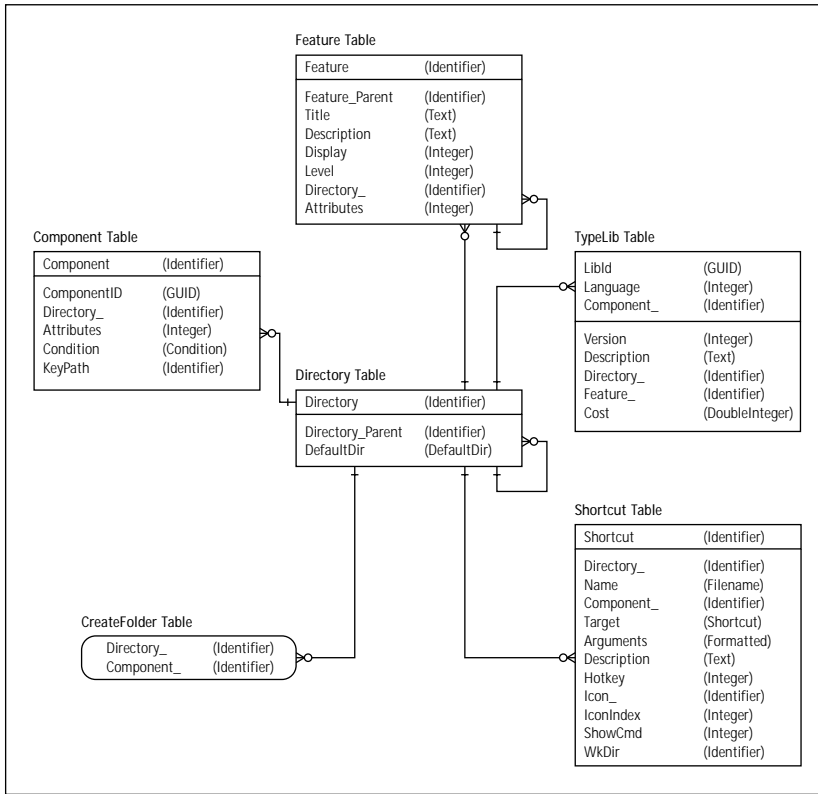 Feature Table
Feature (Identifier)
Feature_Parent (Identifier)
Title (Text)
Description (Text)
Display (Integer)
Level (Integer)
Directory_ (Identifier)
Attributes (Integer)
Component Table
Component (Identifier)
ComponentID (GUID)
Directory_ (Identifier)
Attributes (Integer)
Condition (Condition)
KeyPath (Identifier)
TypeLib Table
LibId (GUID)
Language (Integer)
Component_ (Identifier)
Version (Integer)
Description (Text)
Directory_ (Identifier)
Feature_ (Identifier)
Cost (DoubleInteger)
Directory Table
Directory (Identifier)
Directory_Parent (Identifier)
DefaultDir (DefaultDir)
Shortcut Table
Shortcut (Identifier)
Directory_ (Identifier)
Name (Filename)
Component_ (Identifier)
Target (Shortcut)
Arguments (Formatted)
Description (Text)
Hotkey (Integer)
Icon_ (Identifier)
IconIndex (Integer)
ShowCmd (Integer)
WkDir (Identifier)
CreateFolder Table
Directory_ (Identifier)
Component_ (Identifier)